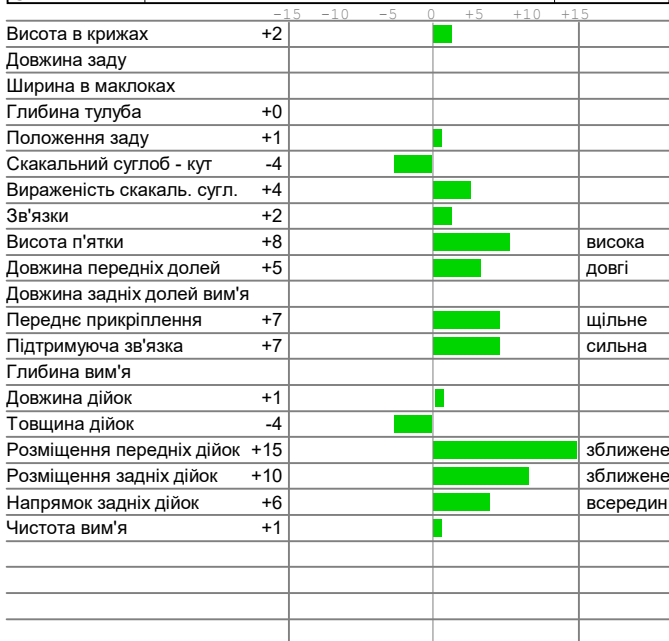 -15 -10 -5 0 +5 +10 +15
Висота в крижах +2
Довжина заду
Ширина в маклоках
Глибина тулуба +0
Положення заду +1
Скакальний суглоб - кут -4
Вираженість скакаль. сугл. +4
Зв'язки +2
Висота п'ятки +8 висока
Довжина передніх долей +5 довгі
Довжина задніх долей вим'я
Переднє прикріплення +7 щільне
Підтримуюча зв'язка +7 сильна
Глибина вим'я
Довжина дійок +1
Товщина дійок -4
Розміщення передніх дійок +15 зближене
Розміщення задніх дійок +10 зближене
Напрямок задніх дійок +6 всередин
Чистота вим'я +1